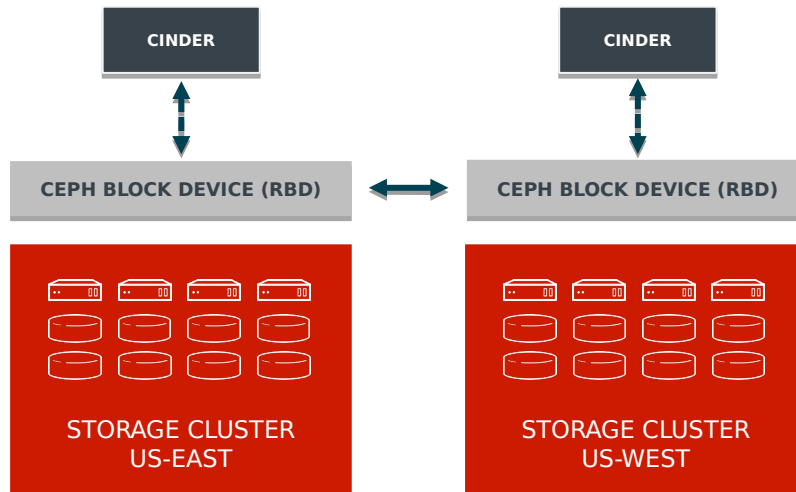 CINDER
CINDER
CEPH BLOCK DEVICE (RBD)
CEPH BLOCK DEVICE (RBD)
STORAGE CLUSTER
US-EAST
STORAGE CLUSTER
US-WEST